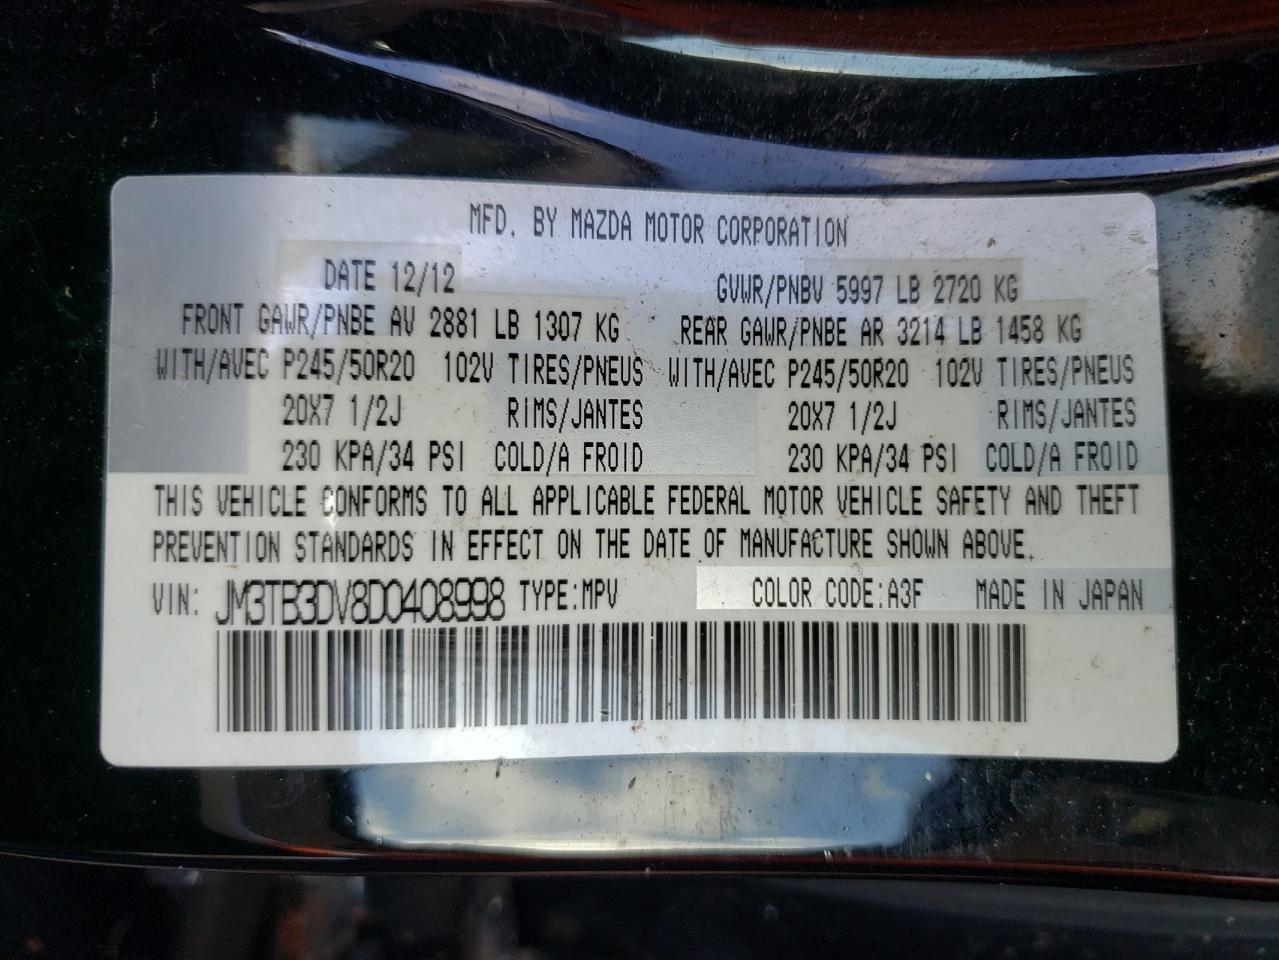 MFD. BY MAZDA MOTOR CORPORATION
DATE 12/12 GVWR/PNBV 5997 LB 2720 KG
FRONT GAWR/PNBE AV 2881 LB 1307 KG REAR GAWR/PNBE AR 3214 LB 1458 KG
WITH/AVEC P245/50R20 102V TIRES/PNEUS WITH/AVEC P245/50R20 102V TIRES/PNEUS
20X7 1/2J RIMS/JANTES 20X7 1/2J RIMS/JANTES
230 KPA/34 PSI COLD/A FROID 230 KPA/34 PSI COLD/A FROID
THIS VEHICLE CONFORMS TO ALL APPLICABLE FEDERAL MOTOR VEHICLE SAFETY AND THEFT
PREVENTION STANDARDS IN EFFECT ON THE DATE OF MANUFACTURE SHOWN ABOVE.
VIN: JM3TB3DV8D0408998 TYPE:MPV COLOR CODE:A3F MADE IN JAPAN